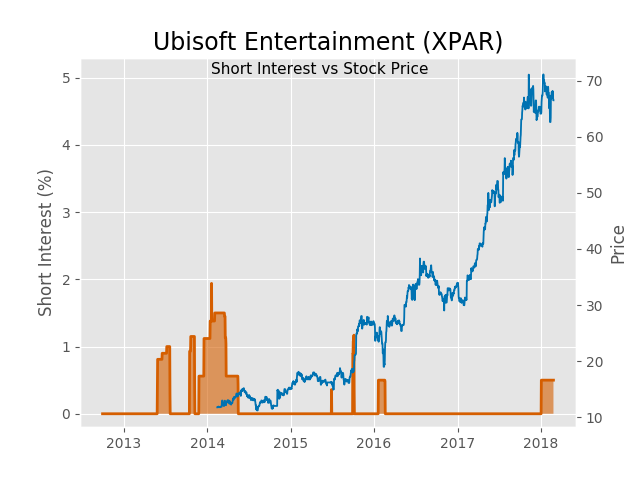 Ubisoft Entertainment (XPAR)
Short Interest vs Stock Price
Short Interest (%)
5
4
3
2
1
0
70
60
50
40
30
20
10
Price
2013 2014 2015 2016 2017 2018